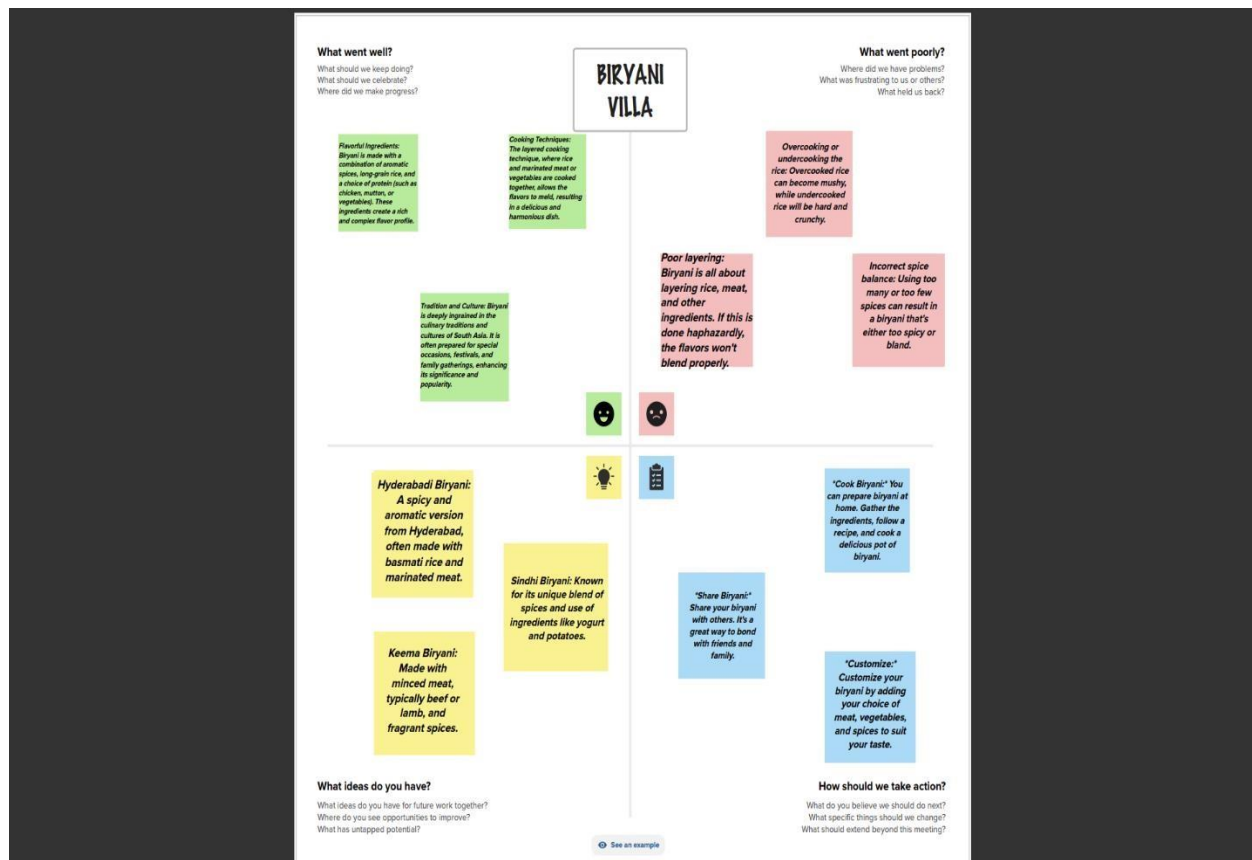 What went well?
What should we keep doing?
What should we celebrate?
Where did we make progress?
BIRYANI
VILLA
What went poorly?
Where did we have problems?
What was frustrating to us or others?
What held us back?
Flavorful Ingredients:
Biryani is made with a
combination of aromatic
spices, long-grain rice, and
a choice of protein (such as
chicken, mutton, or
vegetables). These
ingredients create a rich
and complex flavor profile.
Cooking Techniques:
The layered cooking
technique, where rice
and marinated meat or
vegetables are cooked
together, allows the
flavors to meld, resulting
in a delicious and
harmonious dish.
Tradition and Culture: Biryani
is deeply ingrained in the
culinary traditions and
cultures of South Asia. It is
often prepared for special
occasions, festivals, and
family gatherings, enhancing
its significance and
popularity.
Overcooking or
undercooking the
rice: Overcooked rice
can become mushy,
while undercooked
rice will be hard and
crunchy.
Poor layering:
Biryani is all about
layering rice, meat,
and other
ingredients. If this is
done haphazardly,
the flavors won't
blend properly.
Incorrect spice
balance: Using too
many or too few
spices can result in
a biryani that's
either too spicy or
bland.
Hyderabadi Biryani:
A spicy and
aromatic version
from Hyderabad,
often made with
basmati rice and
marinated meat.
Sindhi Biryani: Known
for its unique blend of
spices and use of
ingredients like yogurt
and potatoes.
Keema Biryani:
Made with
minced meat,
typically beef or
lamb, and
fragrant spices.
"Cook Biryani:" You
can prepare biryani at
home. Gather the
ingredients, follow a
recipe, and cook a
delicious pot of
biryani.
"Share Biryani:"
Share your biryani
with others. It's a
great way to bond
with friends and
family.
"Customize:"
Customize your
biryani by adding
your choice of
meat, vegetables,
and spices to suit
your taste.
What ideas do you have?
What ideas do you have for future work together?
Where do you see opportunities to improve?
What has untapped potential?
How should we take action?
What do you believe we should do next?
What specific things should we change?
What should extend beyond this meeting?
See an example